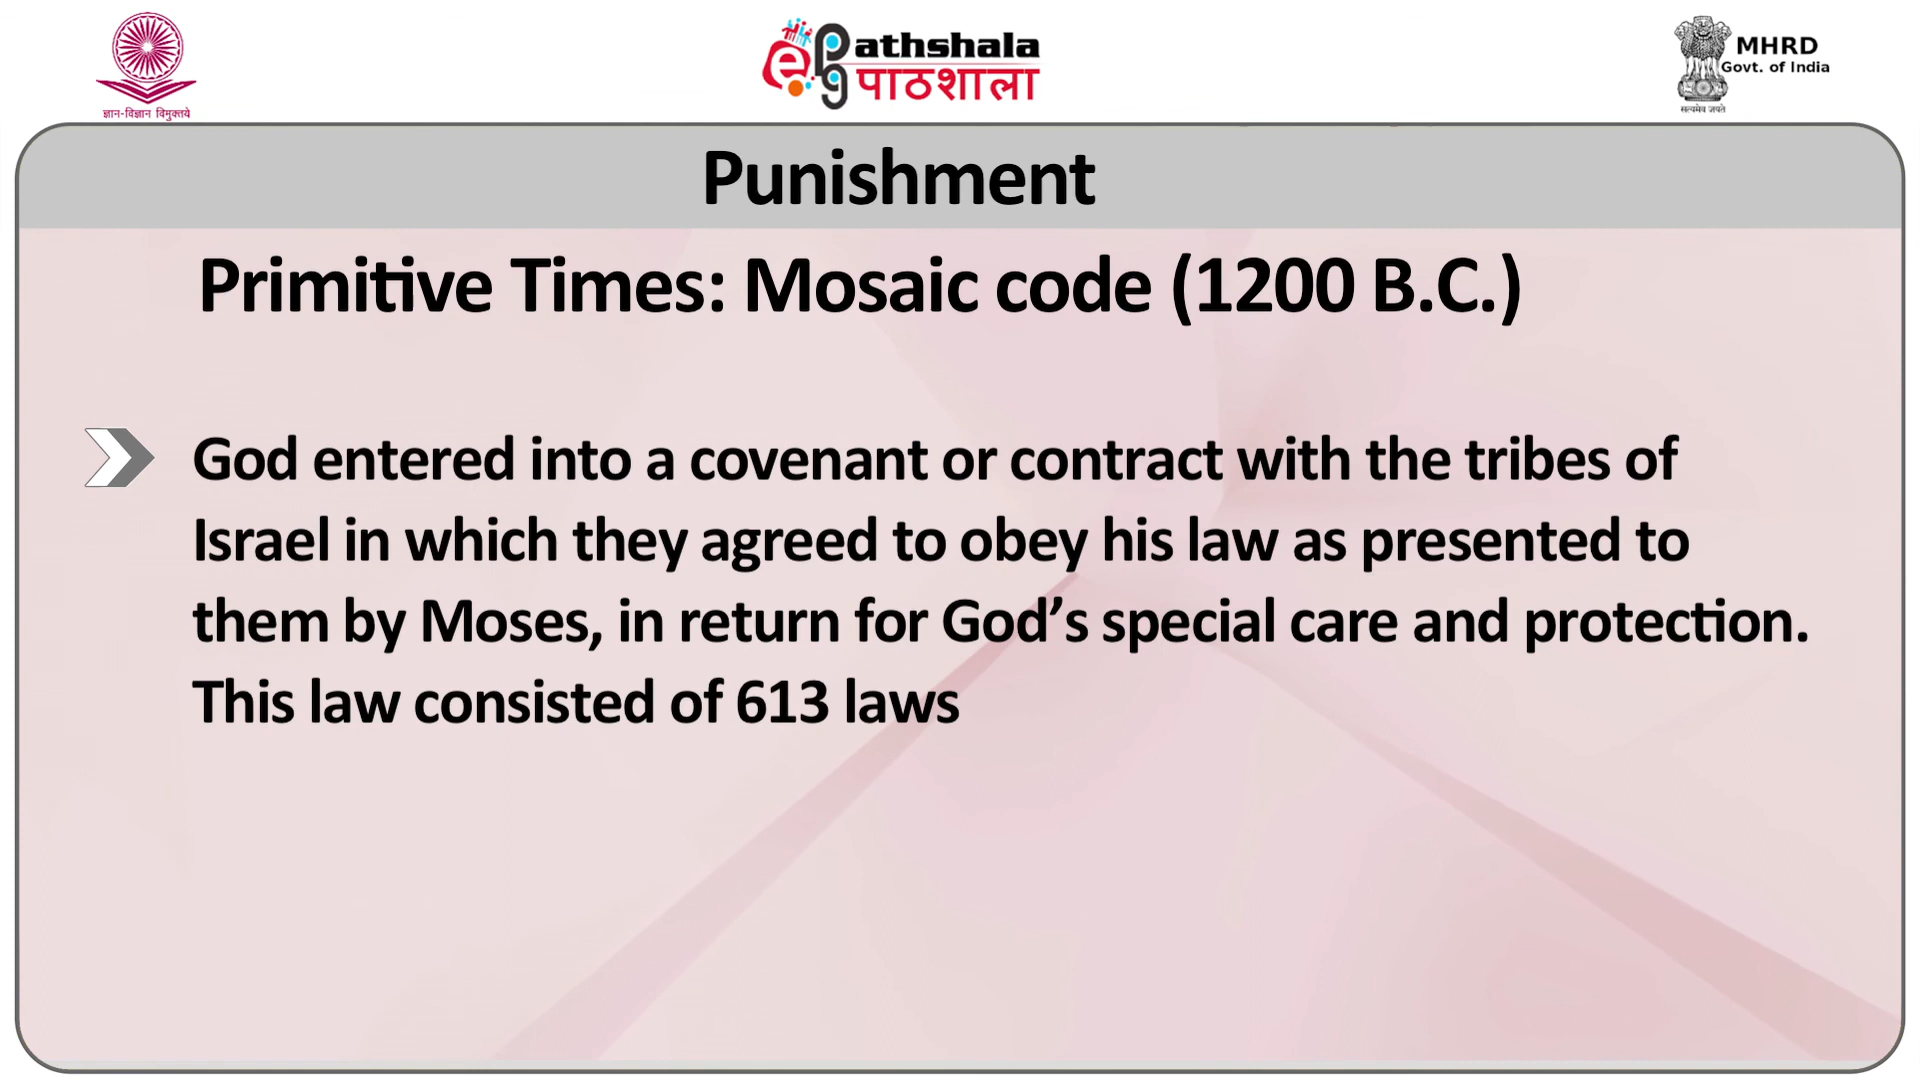 ज्ञान-विज्ञान विमुक्तये
e
pg
Pathshala
पाठशाला
MHRD
Govt. of India
सत्यमेव जयते
Punishment
Primitive Times: Mosaic code (1200 B.C.)
God entered into a covenant or contract with the tribes of
Israel in which they agreed to obey his law as presented to
them by Moses, in return for God’s special care and protection.
This law consisted of 613 laws